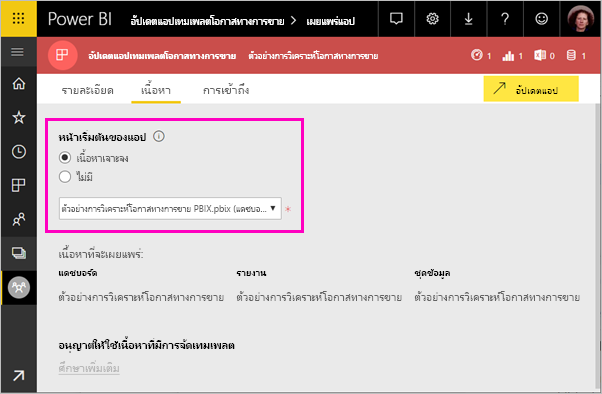 Power BI อัปเดตแอปเทมเพลตโอกาสทางการขาย > เผยแพร่แอป
อัปเดตแอปเทมเพลตโอกาสทางการขาย ตัวอย่างการวิเคราะห์โอกาสทางการขาย 1 1 0 1
รายละเอียด เนื้อหา การเข้าถึง อัปเดตแอป
หน้าเริ่มต้นของแอป
เนื้อหาเจาะจง
ไม่มี
ตัวอย่างการวิเคราะห์โอกาสทางการขาย PBIX.pbix (แดชบอ... *
เนื้อหาที่จะเผยแพร่:
แดชบอร์ด รายงาน ชุดข้อมูล
ตัวอย่างการวิเคราะห์โอกาสทางการขาย ตัวอย่างการวิเคราะห์โอกาสทางการขาย ตัวอย่างการวิเคราะห์โอกาสทางการขาย
อนุญาตให้ใช้เนื้อหาที่มีการจัดเทมเพลต
ศึกษาเพิ่มเติม